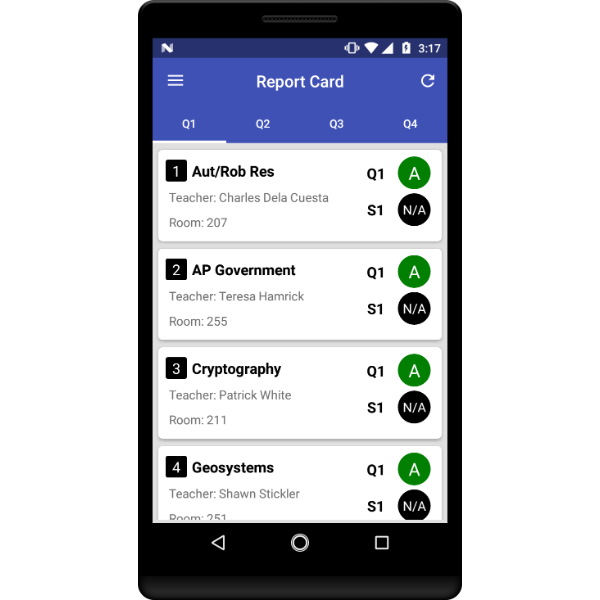 3:17
Report Card
Q1 Q2 Q3 Q4
1 Aut/Rob Res Q1 A
Teacher: Charles Dela Cuesta
S1 N/A
Room: 207
2 AP Government Q1 A
Teacher: Teresa Hamrick
S1 N/A
Room: 255
3 Cryptography Q1 A
Teacher: Patrick White
S1 N/A
Room: 211
4 Geosystems Q1 A
Teacher: Shawn Stickler
S1 N/A
Room: 251